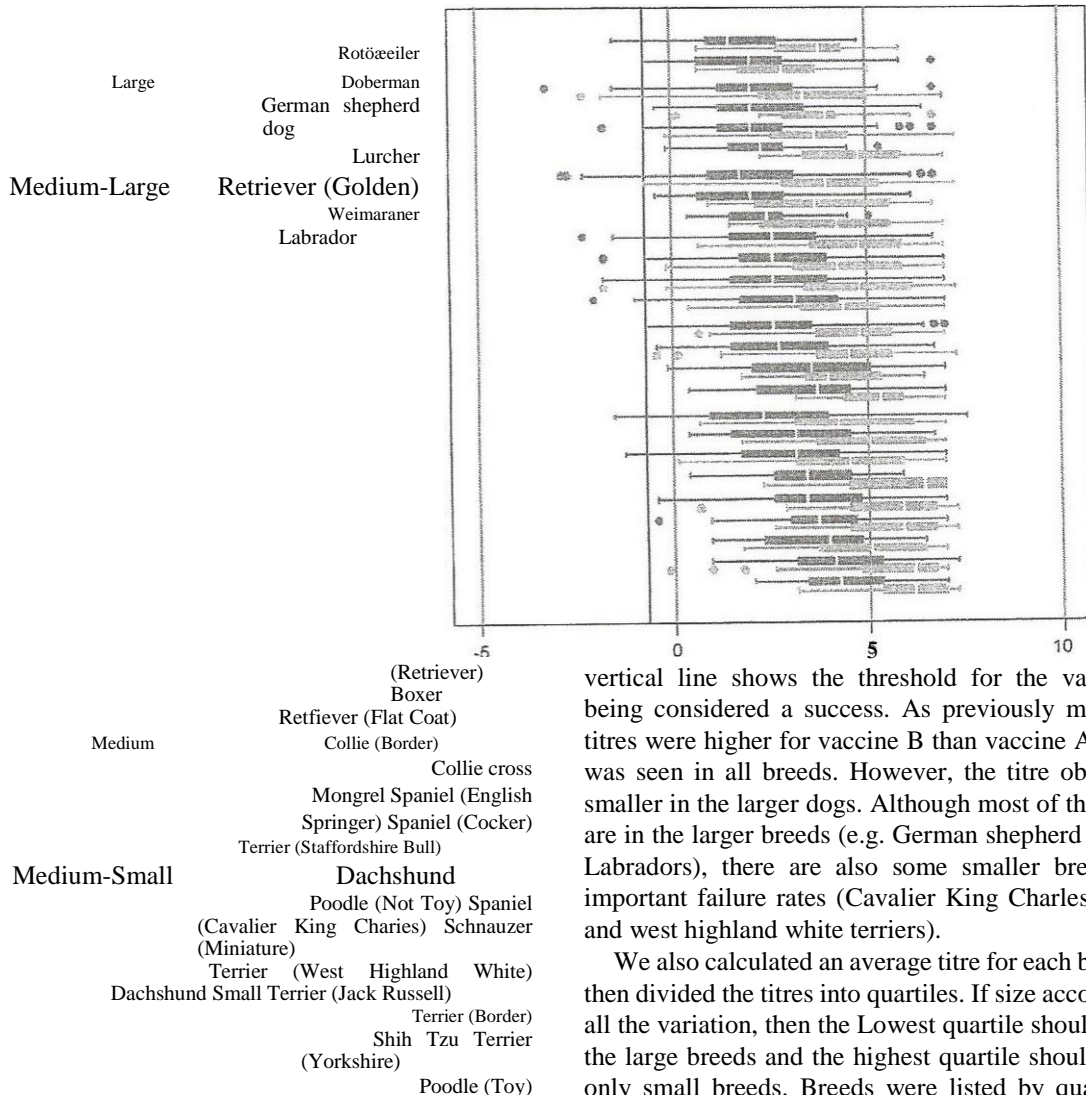 Rotöæeiler
Large Doberman
German shepherd
dog
Lurcher
Medium-Large Retriever (Golden)
Weimaraner
Labrador
-5 0 5 10
(Retriever)
Boxer
Retfiever (Flat Coat)
Medium Collie (Border)
Collie cross
Mongrel Spaniel (English
Springer) Spaniel (Cocker)
Terrier (Staffordshire Bull)
Medium-Small Dachshund
Poodle (Not Toy) Spaniel
(Cavalier King Charies) Schnauzer
(Miniature)
Terrier (West Highland White)
Dachshund Small Terrier (Jack Russell)
Terrier (Border)
Shih Tzu Terrier
(Yorkshire)
Poodle (Toy)
vertical line shows the threshold for the va
being considered a success. As previously m
titres were higher for vaccine B than vaccine A
was seen in all breeds. However, the titre ob
smaller in the larger dogs. Although most of th
are in the larger breeds (e.g. German shepherd
Labradors), there are also some smaller bre
important failure rates (Cavalier King Charles
and west highland white terriers).
We also calculated an average titre for each b
then divided the titres into quartiles. If size acco
all the variation, then the Lowest quartile shoul
the large breeds and the highest quartile shoul
only small breeds. Breeds were listed by qua